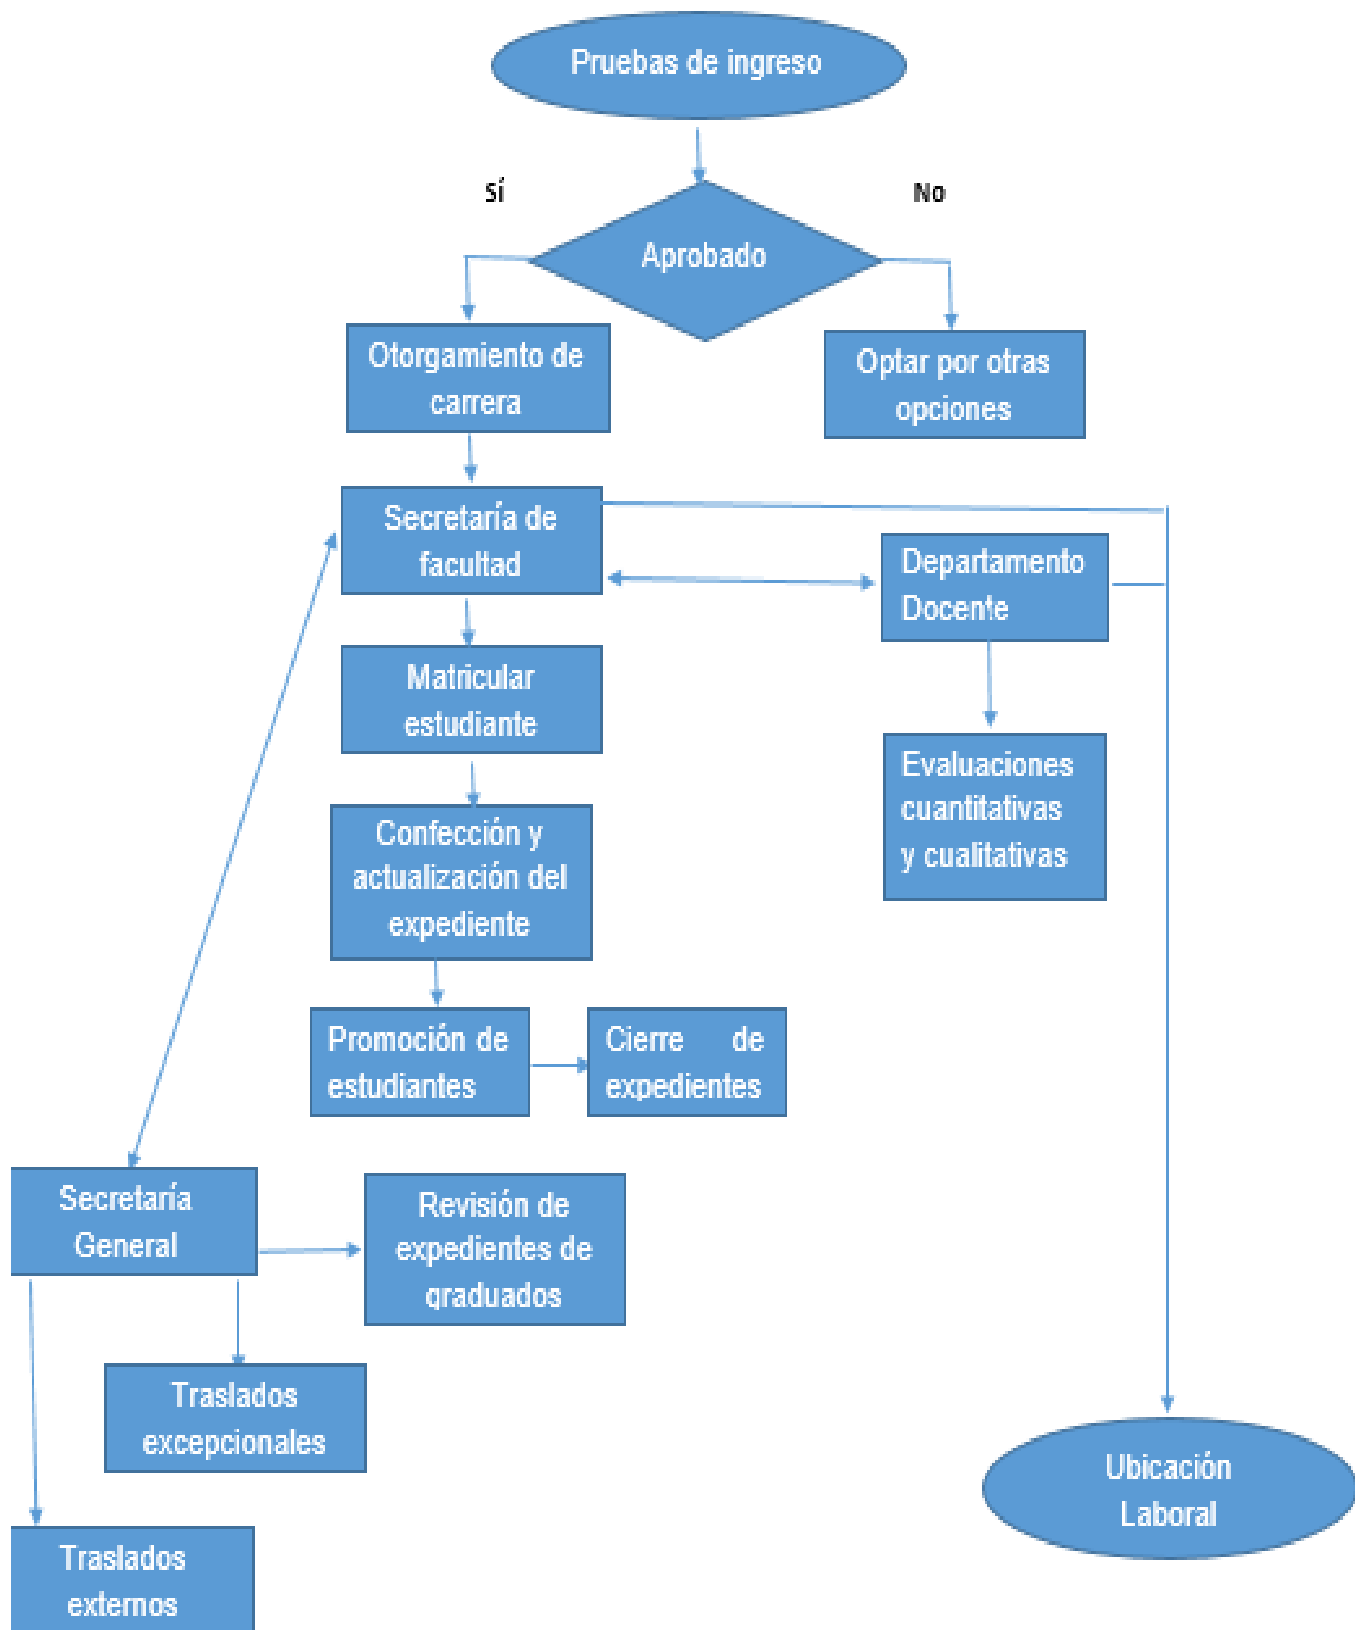 Pruebas de ingreso
Sí
No
Aprobado
Otorgamiento de
carrera
Optar por otras
opciones
Secretaría de
facultad
Departamento
Docente
Matricular
estudiante
Evaluaciones
cuantitativas
y cualitativas
Confección y
actualización del
expediente
Promoción de
estudiantes
Cierre de
expedientes
Secretaría
General
Revisión de
expedientes de
graduados
Traslados
excepcionales
Ubicación
Laboral
Traslados
externos